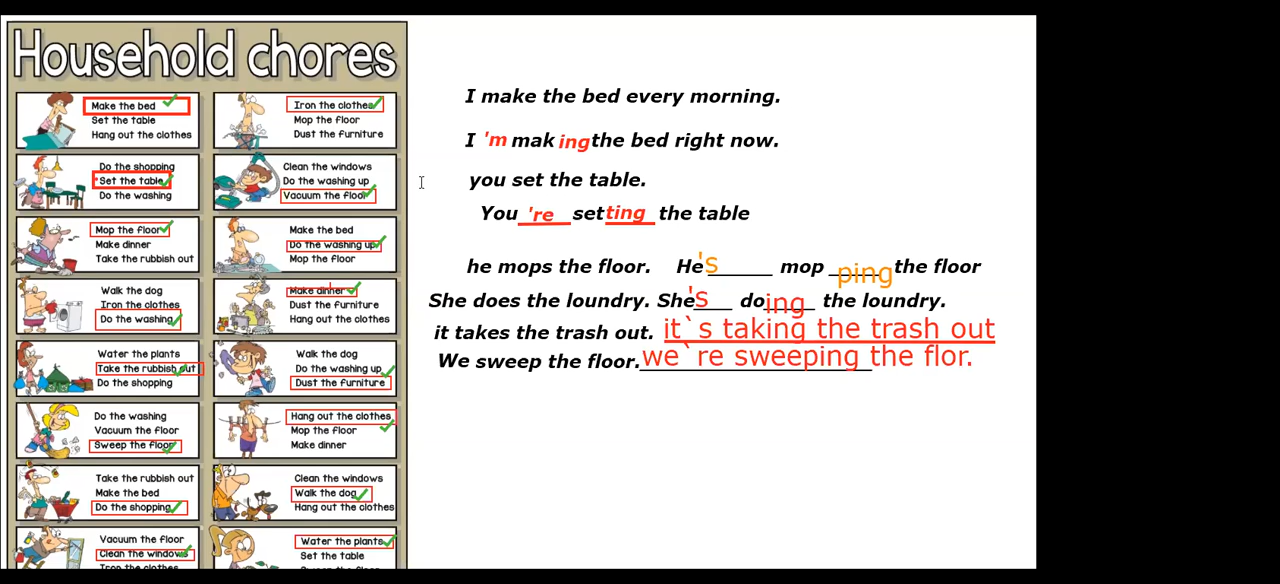 Household chores
Make the bed
Set the table
Hang out the clothes
Iron the clothes
Mop the floor
Dust the furniture
Do the shopping
Set the table
Do the washing
Clean the windows
Do the washing up
Vacuum the floor
Mop the floor
Make dinner
Take the rubbish out
Make the bed
Do the washing up
Mop the floor
Walk the dog
Iron the clothes
Do the washing
Make dinner
Dust the furniture
Hang out the clothes
Water the plants
Take the rubbish out
Do the shopping
Walk the dog
Do the washing up
Dust the furniture
Do the washing
Vacuum the floor
Sweep the floor
Hang out the clothes
Mop the floor
Make dinner
Take the rubbish out
Make the bed
Do the shopping
Clean the windows
Walk the dog
Hang out the clothes
Vacuum the floor
Clean the windows
Iron the clothes
Water the plants
Set the table
I make the bed every morning.
I 'm mak ing the bed right now.
you set the table.
You 're set ting the table
he mops the floor. He 's mop ping the floor
She does the loundry. She 's do ing the loundry.
it takes the trash out. it`s taking the trash out
We sweep the floor. we`re sweeping the flor.